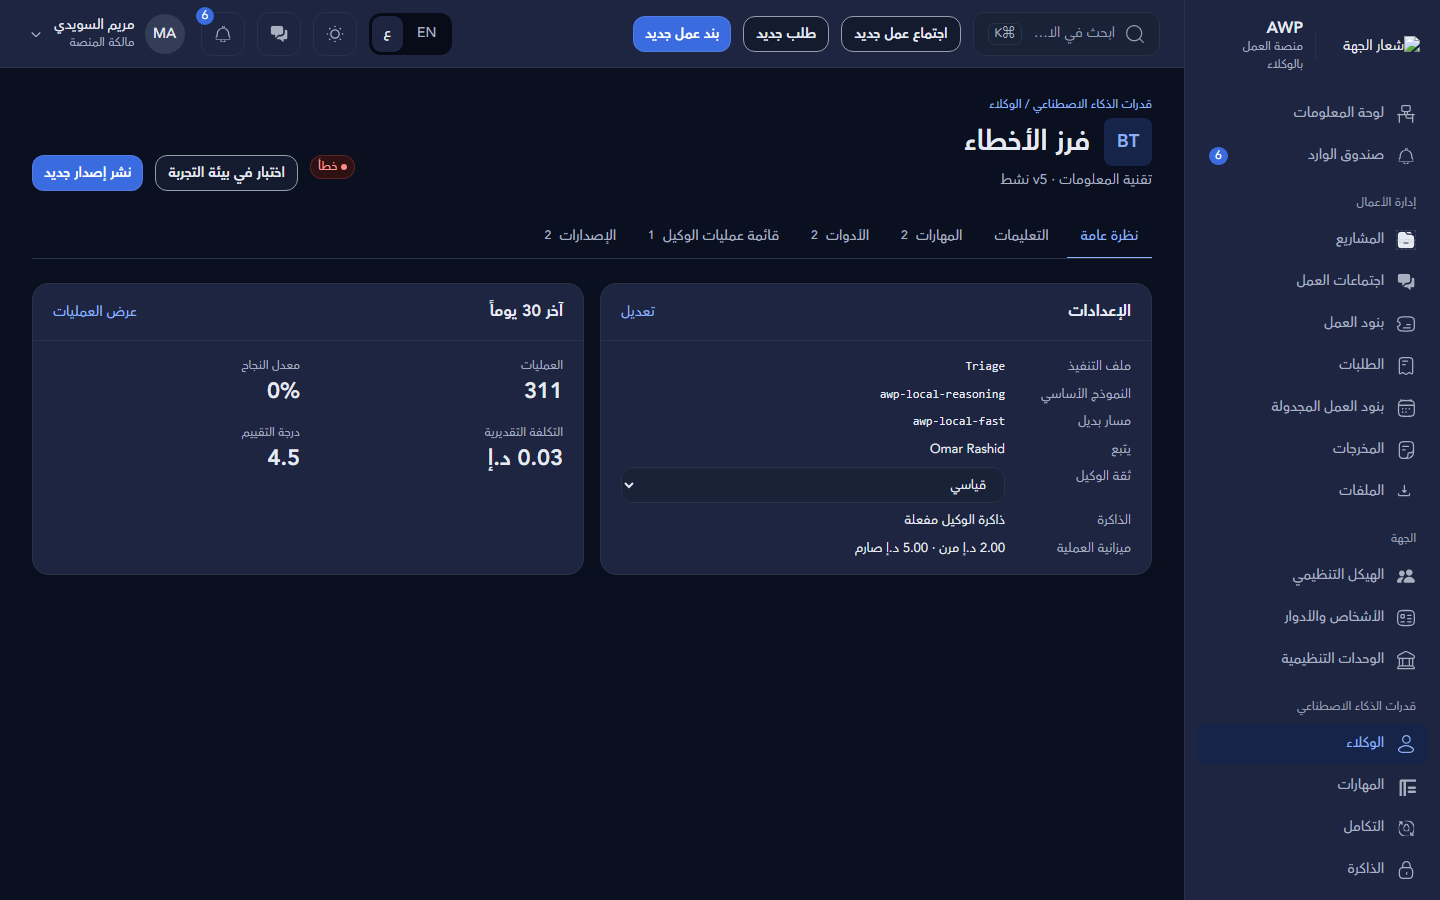 شعار الجهة
AWP
منصة العمل
بالوكلاء
لوحة المعلومات
صندوق الوارد 6
إدارة الأعمال
المشاريع
اجتماعات العمل
بنود العمل
الطلبات
بنود العمل المجدولة
المخرجات
الملفات
الجهة
الهيكل التنظيمي
الأشخاص والأدوار
الوحدات التنظيمية
قدرات الذكاء الاصطناعي
الوكلاء
المهارات
التكامل
الذاكرة
ابحث في الا... ⌘K
اجتماع عمل جديد
طلب جديد
بند عمل جديد
EN ع
6
MA
مريم السويدي
مالكة المنصة
قدرات الذكاء الاصطناعي / الوكلاء
BT فرز الأخطاء
تقنية المعلومات · v5 نشط
خطأ
اختبار في بيئة التجربة
نشر إصدار جديد
نظرة عامة
التعليمات
المهارات 2
الأدوات 2
قائمة عمليات الوكيل 1
الإصدارات 2
الإعدادات
تعديل
ملف التنفيذ Triage
النموذج الأساسي awp-local-reasoning
مسار بديل awp-local-fast
يتبع Omar Rashid
ثقة الوكيل قياسي
الذاكرة ذاكرة الوكيل مفعلة
ميزانية العملية 2.00 د.إ مرن · 5.00 د.إ صارم
آخر 30 يوماً
عرض العمليات
العمليات
311
معدل النجاح
0%
التكلفة التقديرية
0.03 د.إ
درجة التقييم
4.5